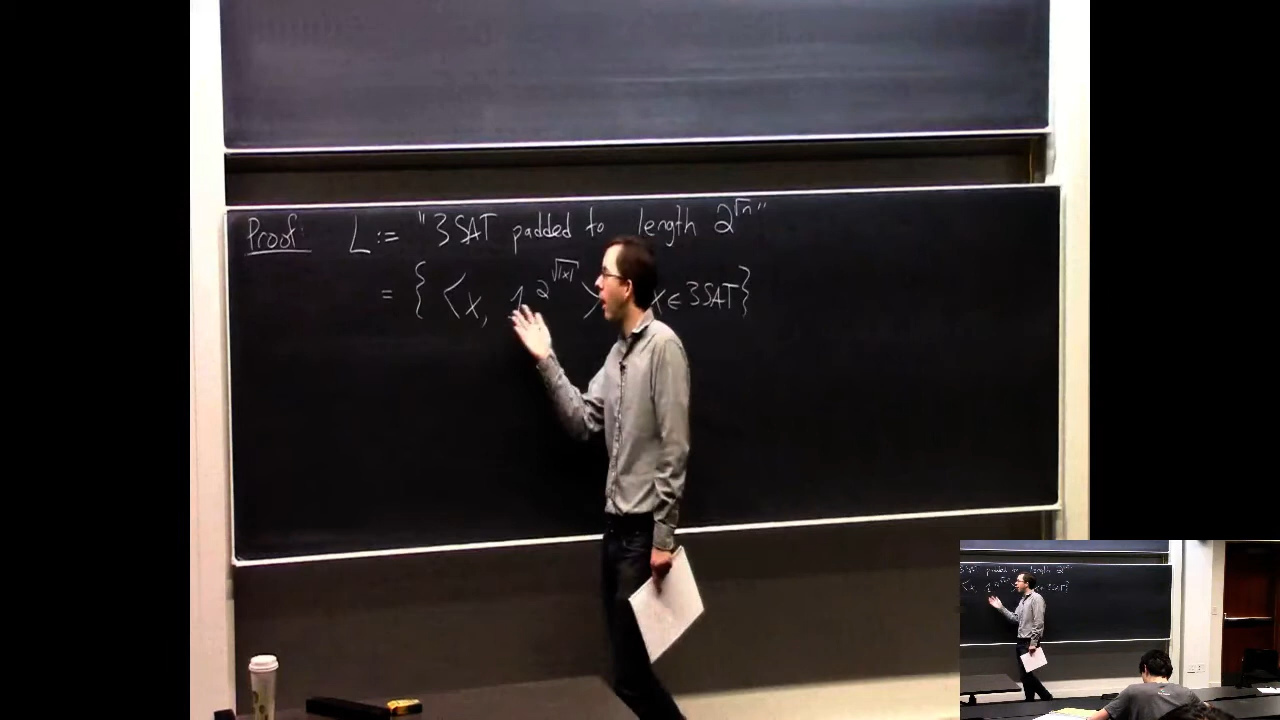 Proof: L := "3SAT padded to length 2^√n"
= { <x, 1^2^√|x| > x ∈ 3SAT}